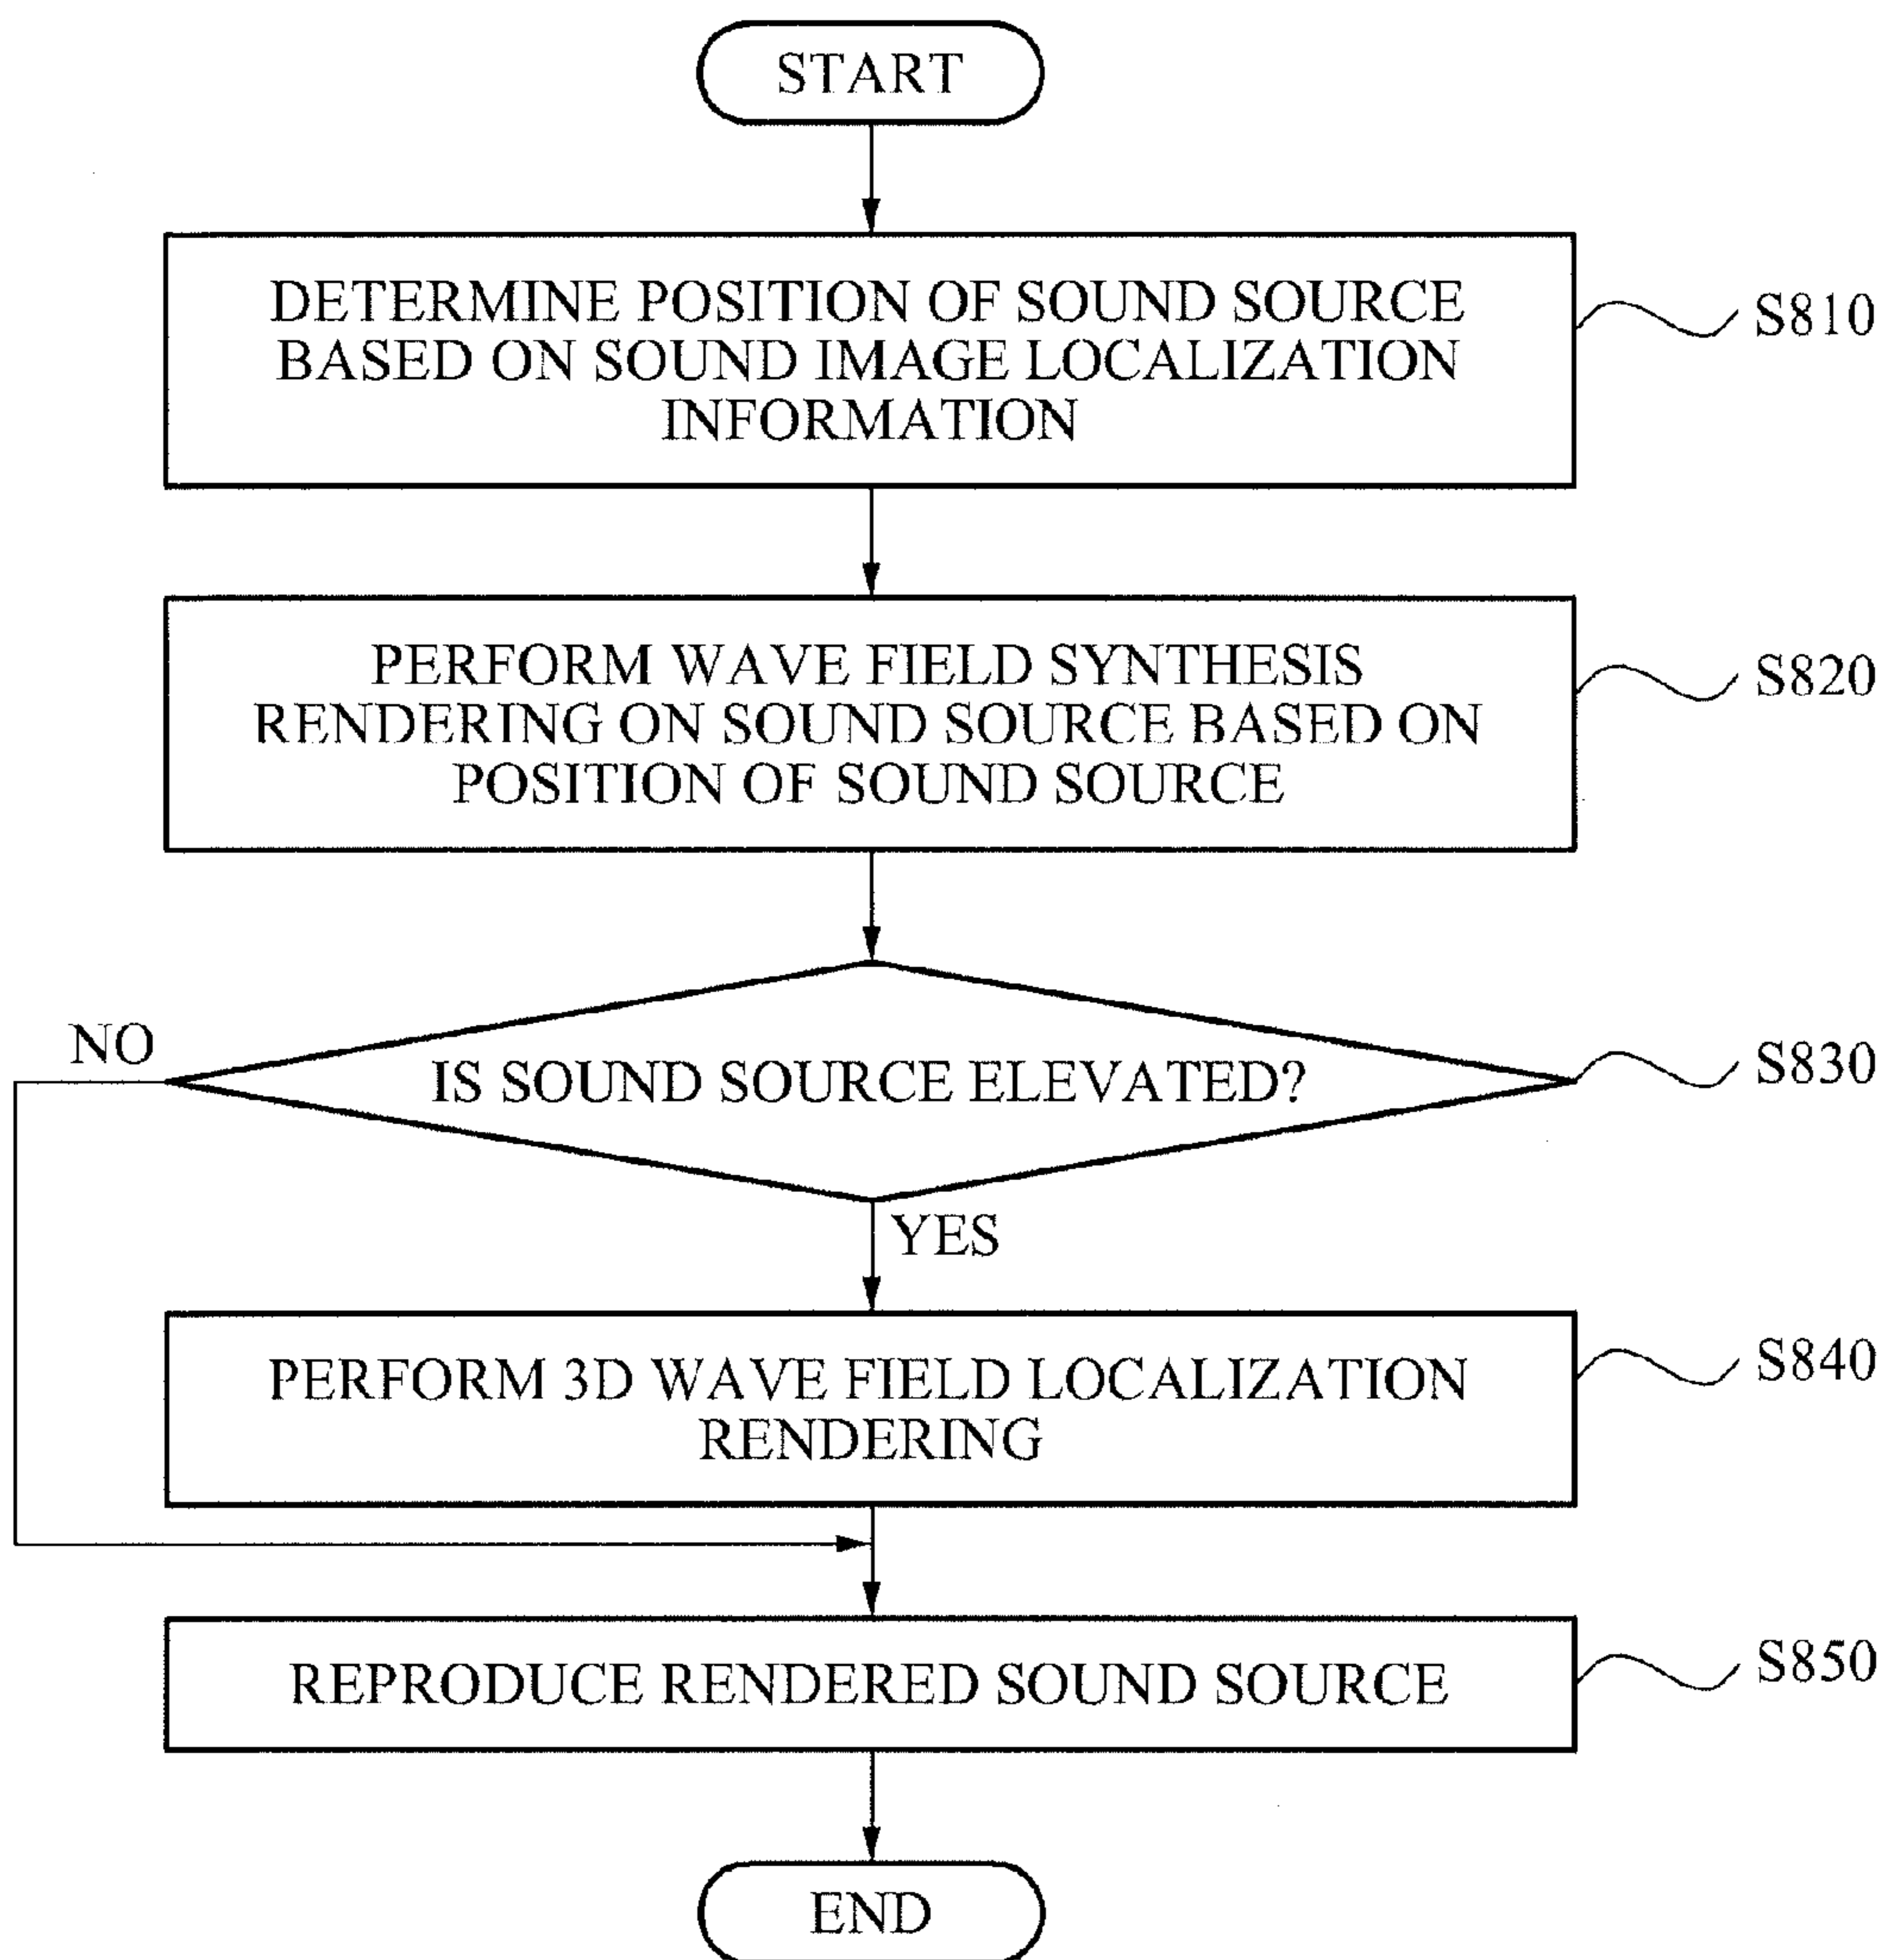 START
DETERMINE POSITION OF SOUND SOURCE
BASED ON SOUND IMAGE LOCALIZATION
INFORMATION
S810
PERFORM WAVE FIELD SYNTHESIS
RENDERING ON SOUND SOURCE BASED ON
POSITION OF SOUND SOURCE
S820
NO
IS SOUND SOURCE ELEVATED?
S830
YES
PERFORM 3D WAVE FIELD LOCALIZATION
RENDERING
S840
REPRODUCE RENDERED SOUND SOURCE
S850
END